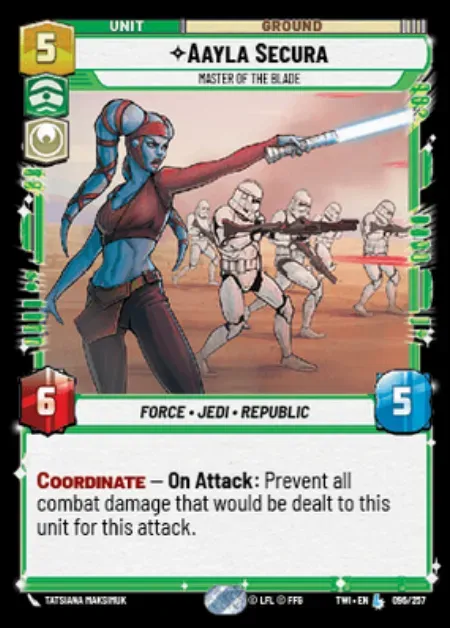 UNIT GROUND
5
AAYLA SECURA
MASTER OF THE BLADE
6
FORCE • JEDI • REPUBLIC
5
COORDINATE – On Attack: Prevent all
combat damage that would be dealt to this
unit for this attack.
TATSIANA MAKSIMUK © LFL © FFG TWI • EN L 096/257